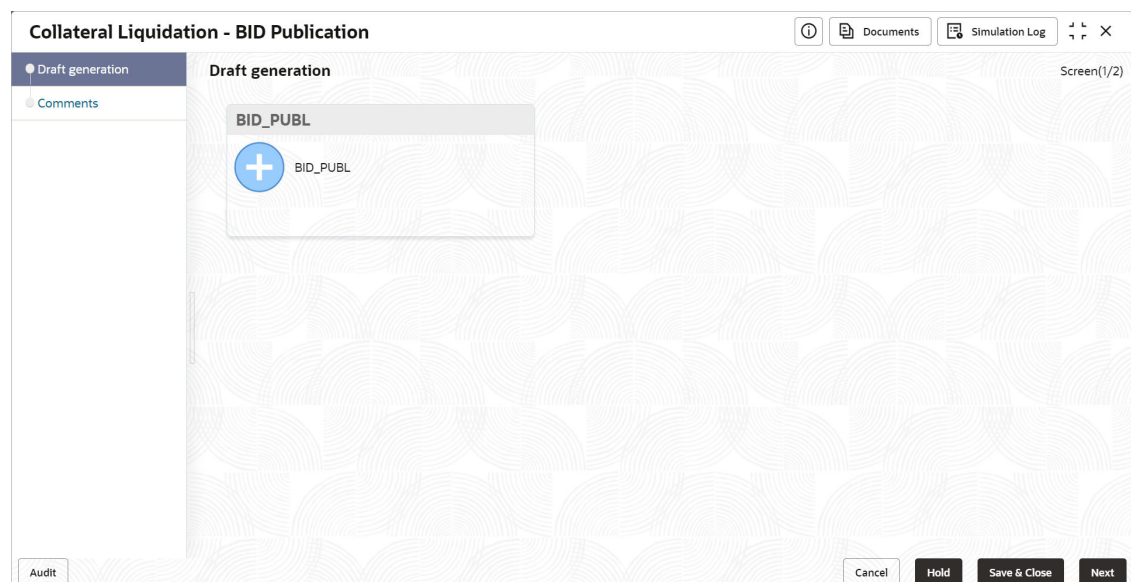 Collateral Liquidation - BID Publication
Documents
Simulation Log
Draft generation
Comments
Draft generation
Screen(1/2)
BID_PUBL
BID_PUBL
Audit
Cancel
Hold
Save & Close
Next